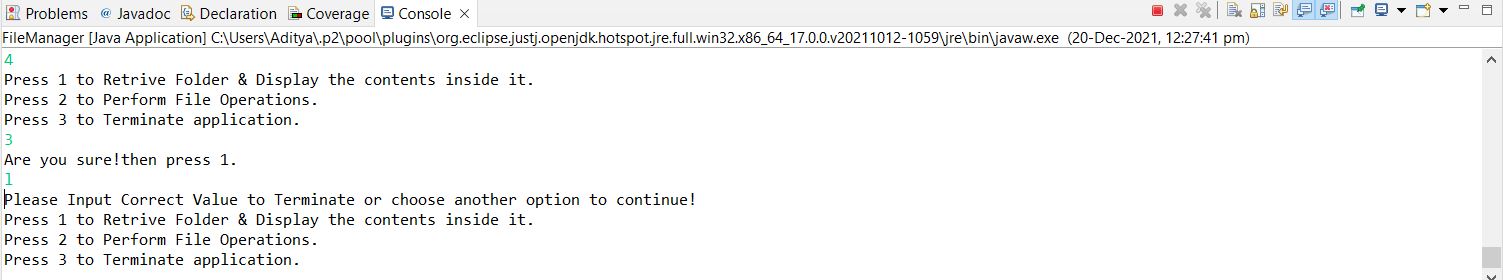 Problems @ Javadoc Declaration Coverage Console
FileManager [Java Application] C:\Users\Aditya\.p2\pool\plugins\org.eclipse.justj.openjdk.hotspot.jre.full.win32.x86_64_17.0.0.v20211012-1059\jre\bin\javaw.exe (20-Dec-2021, 12:27:41 pm)
4
Press 1 to Retrive Folder & Display the contents inside it.
Press 2 to Perform File Operations.
Press 3 to Terminate application.
3
Are you sure!then press 1.
1
Please Input Correct Value to Terminate or choose another option to continue!
Press 1 to Retrive Folder & Display the contents inside it.
Press 2 to Perform File Operations.
Press 3 to Terminate application.